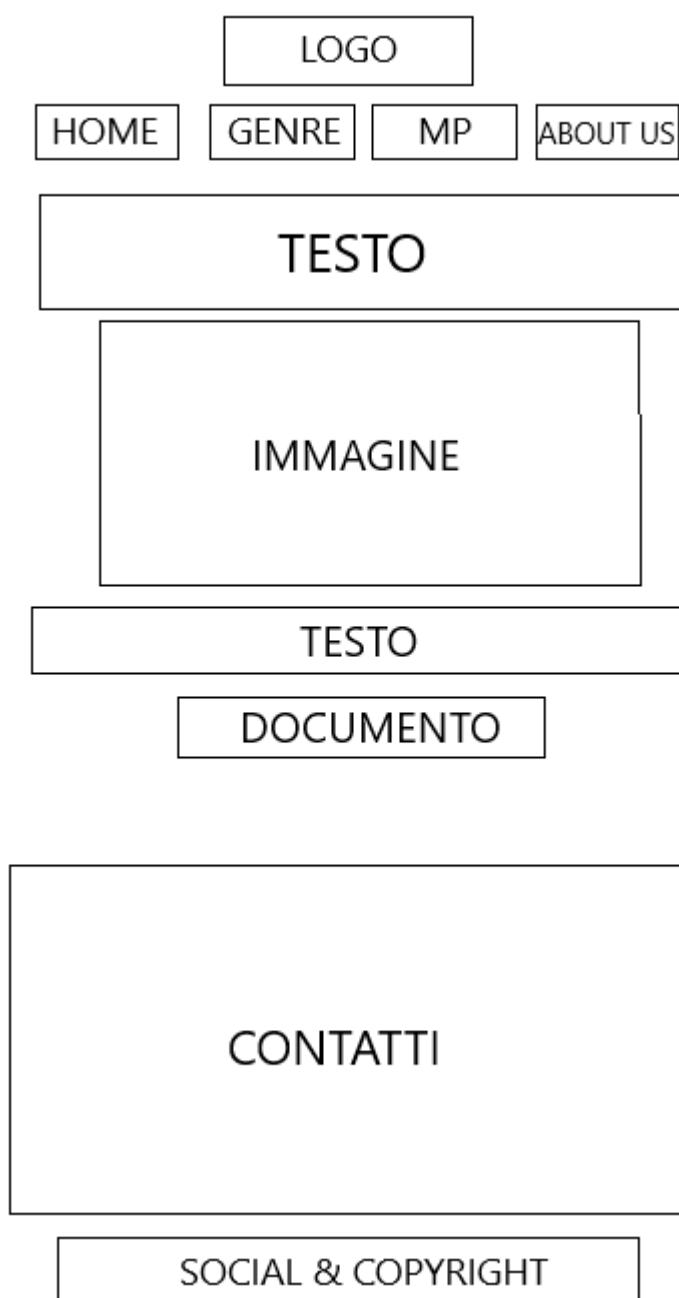 LOGO
HOME GENRE MP ABOUT US
TESTO
IMMAGINE
TESTO
DOCUMENTO
CONTATTI
SOCIAL & COPYRIGHT